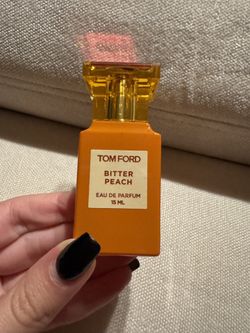 TOM FORD
BITTER
PEACH
EAU DE PARFUM
15 ML